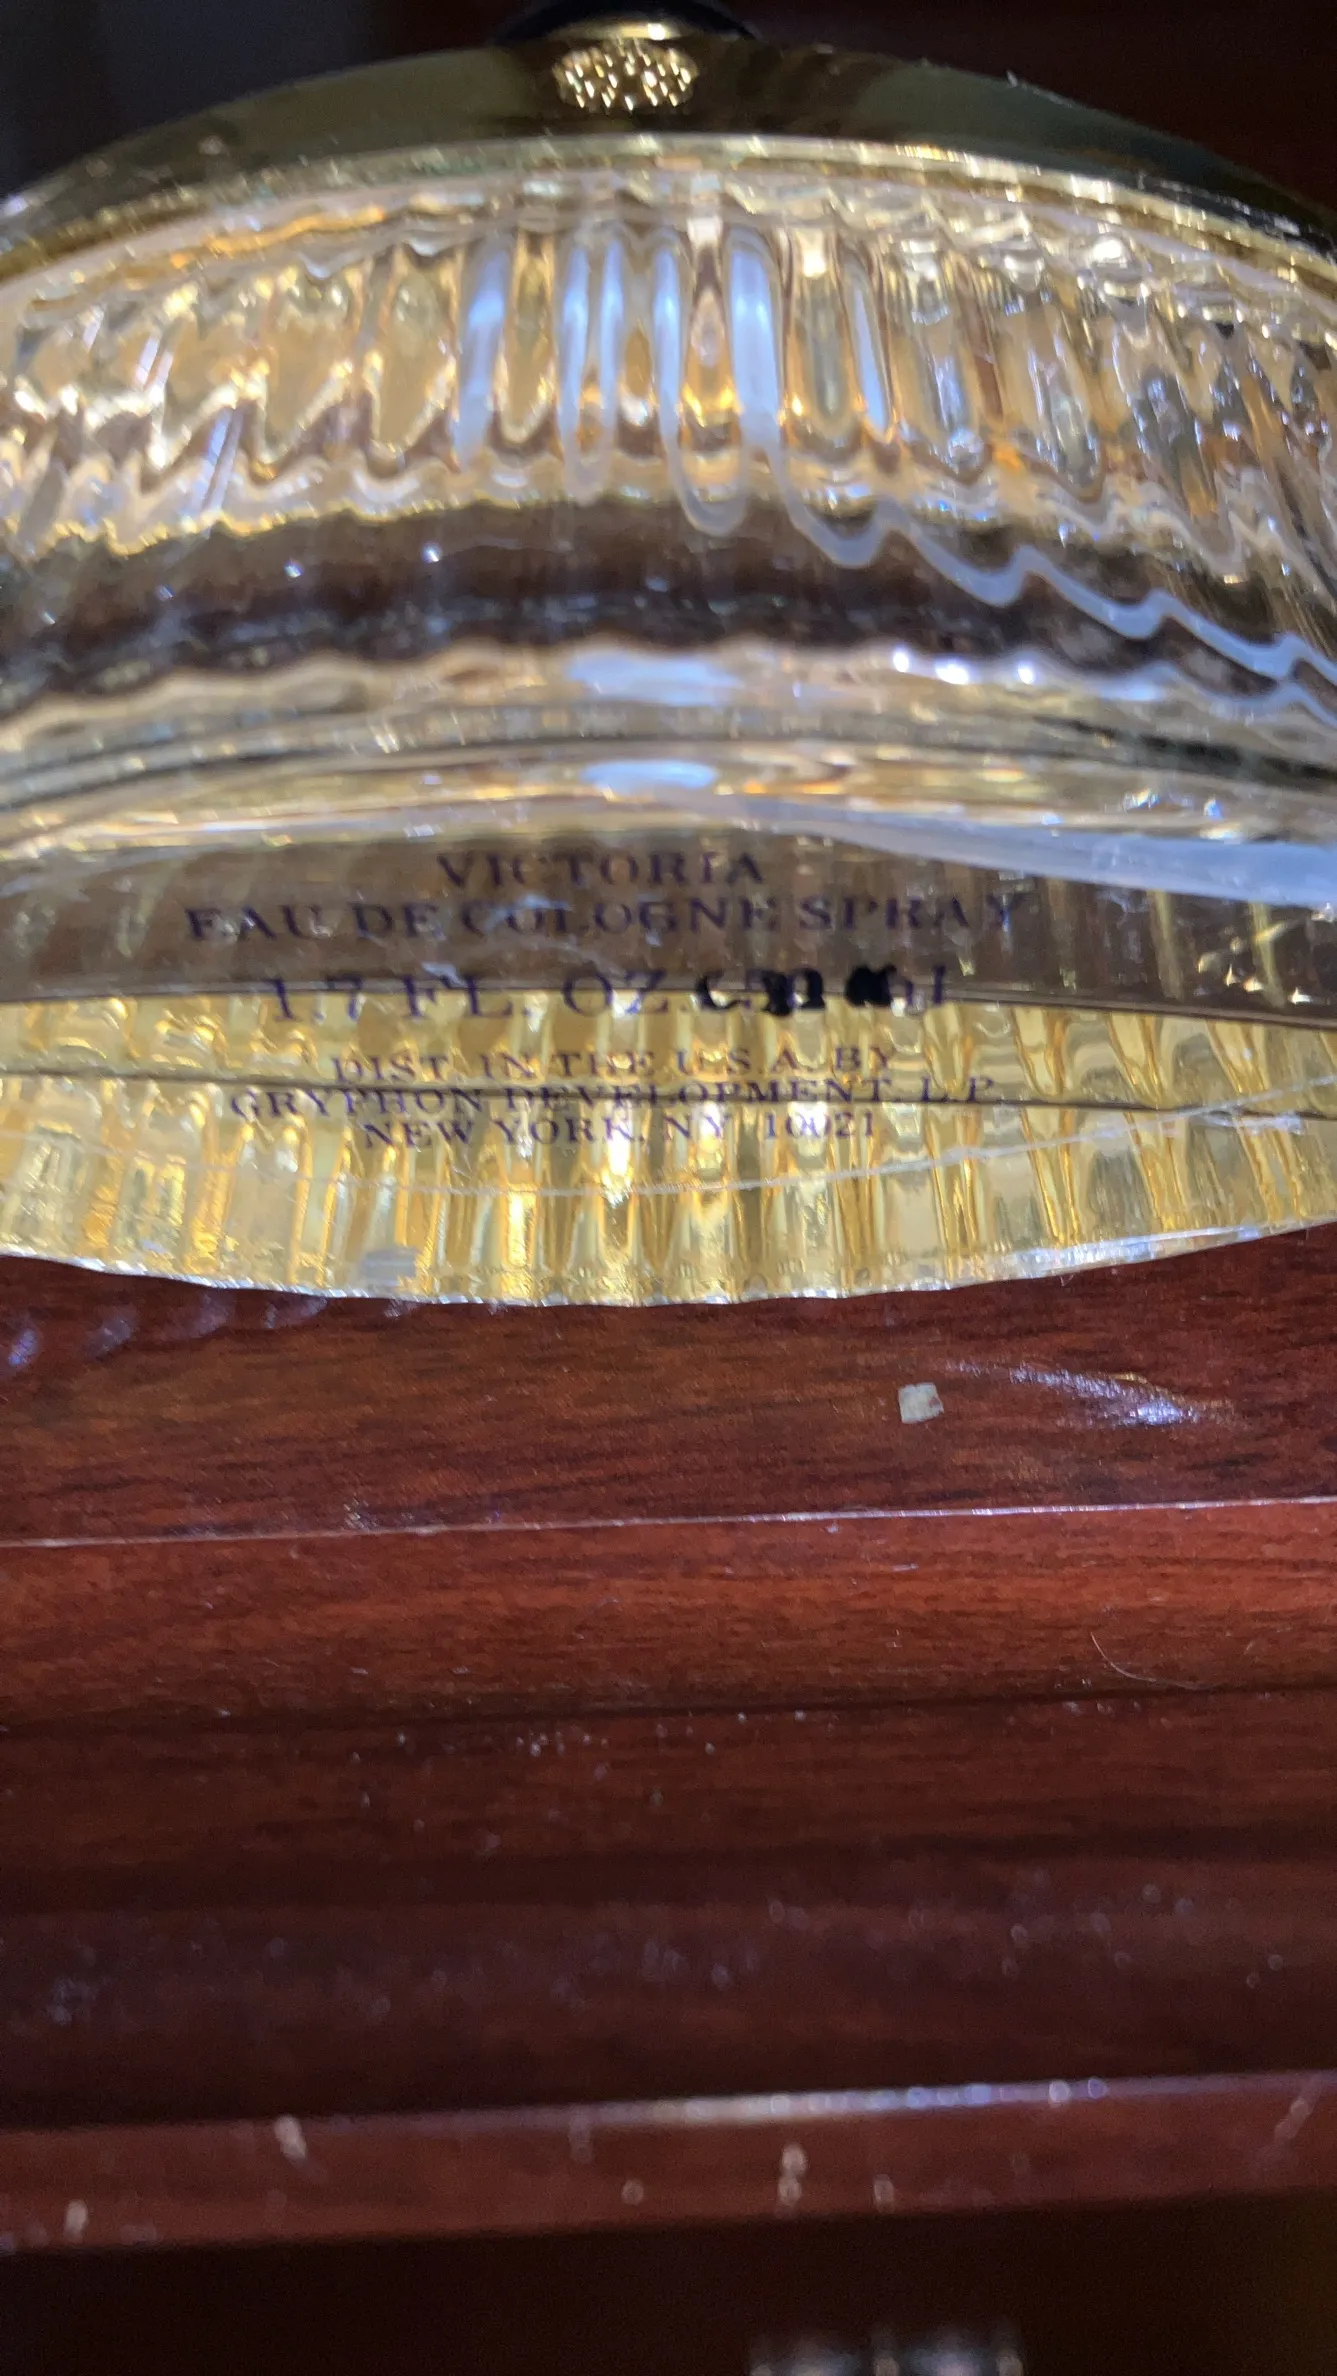 VICTORIA
EAU DE COLOGNE SPRAY
1.7 FL. OZ.
DIST. IN THE U.S.A. BY
GRYPHON DEVELOPMENT, L.P.
NEW YORK, NY 10021